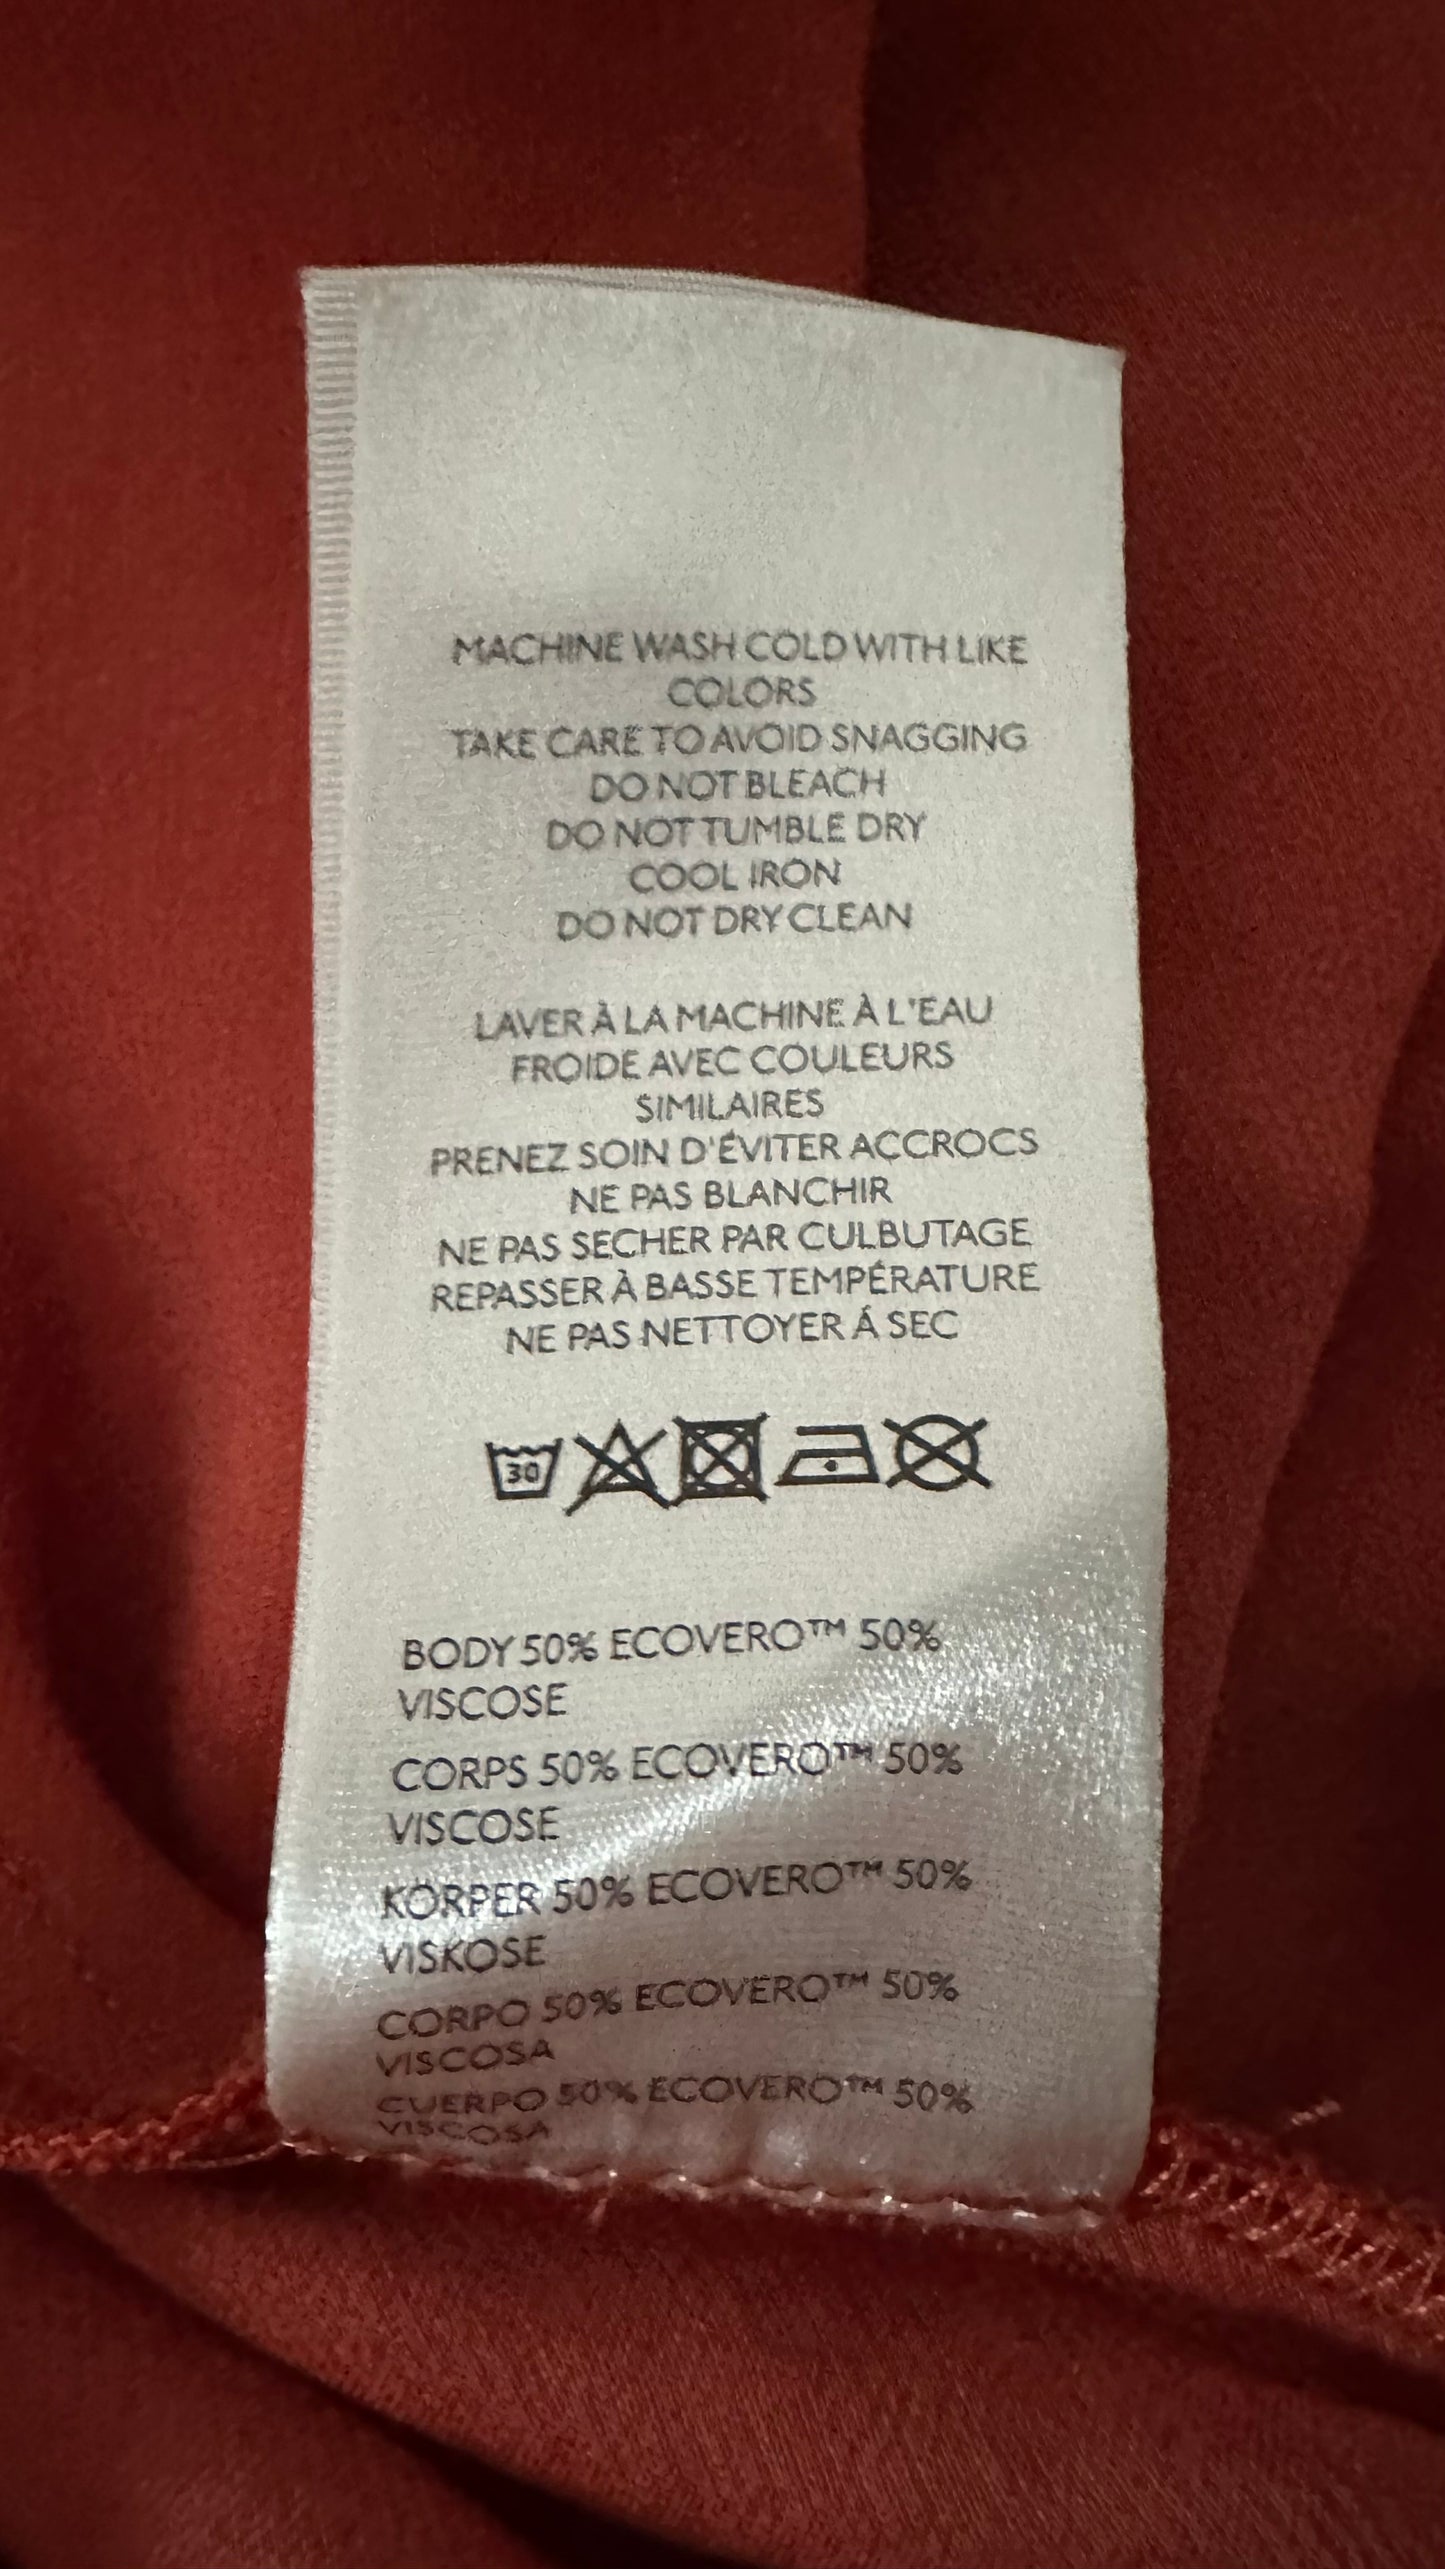 MACHINE WASH COLD WITH LIKE
COLORS
TAKE CARE TO AVOID SNAGGING
DO NOT BLEACH
DO NOT TUMBLE DRY
COOL IRON
DO NOT DRY CLEAN
LAVER À LA MACHINE À L'EAU
FROIDE AVEC COULEURS
SIMILAIRES
PRENEZ SOIN D'ÉVITER ACCROCS
NE PAS BLANCHIR
NE PAS SECHER PAR CULBUTAGE
REPASSER À BASSE TEMPÉRATURE
NE PAS NETTOYER Á SEC
30
BODY 50% ECOVERO™ 50%
VISCOSE
CORPS 50% ECOVERO™ 50%
VISCOSE
KÖRPER 50% ECOVERO™ 50%
VISKOSE
CORPO 50% ECOVERO™ 50%
VISCOSA
CUERPO 50% ECOVERO™ 50%
VISCOSA